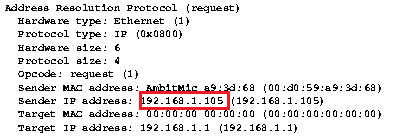 Address Resolution Protocol (request)
Hardware type: Ethernet (1)
Protocol type: IP (0x0800)
Hardware size: 6
Protocol size: 4
Opcode: request (1)
Sender MAC address: AmbitMic_a9:3d:68 (00:d0:59:a9:3d:68)
Sender IP address: 192.168.1.105 (192.168.1.105)
Target MAC address: 00:00:00_00:00:00 (00:00:00:00:00:00)
Target IP address: 192.168.1.1 (192.168.1.1)